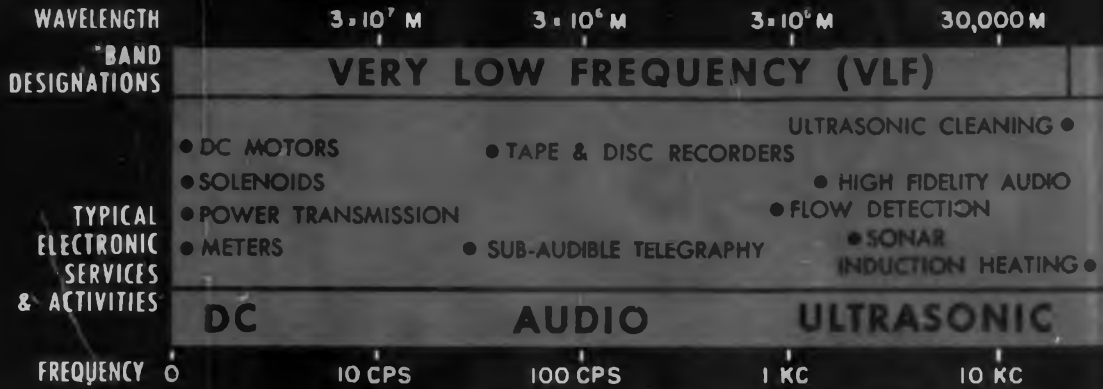 WAVELENGTH 3×10⁷ M 3×10⁶ M 3×10⁵ M 30,000 M
BAND DESIGNATIONS
VERY LOW FREQUENCY (VLF)
ULTRASONIC CLEANING
DC MOTORS
TAPE & DISC RECORDERS
SOLENOIDS
HIGH FIDELITY AUDIO
POWER TRANSMISSION
FLOW DETECTION
METERS
SUB-AUDIBLE TELEGRAPHY
SONAR
INDUCTION HEATING
TYPICAL
ELECTRONIC
SERVICES
& ACTIVITIES
DC AUDIO ULTRASONIC
FREQUENCY 0 10 CPS 100 CPS 1 KC 10 KC